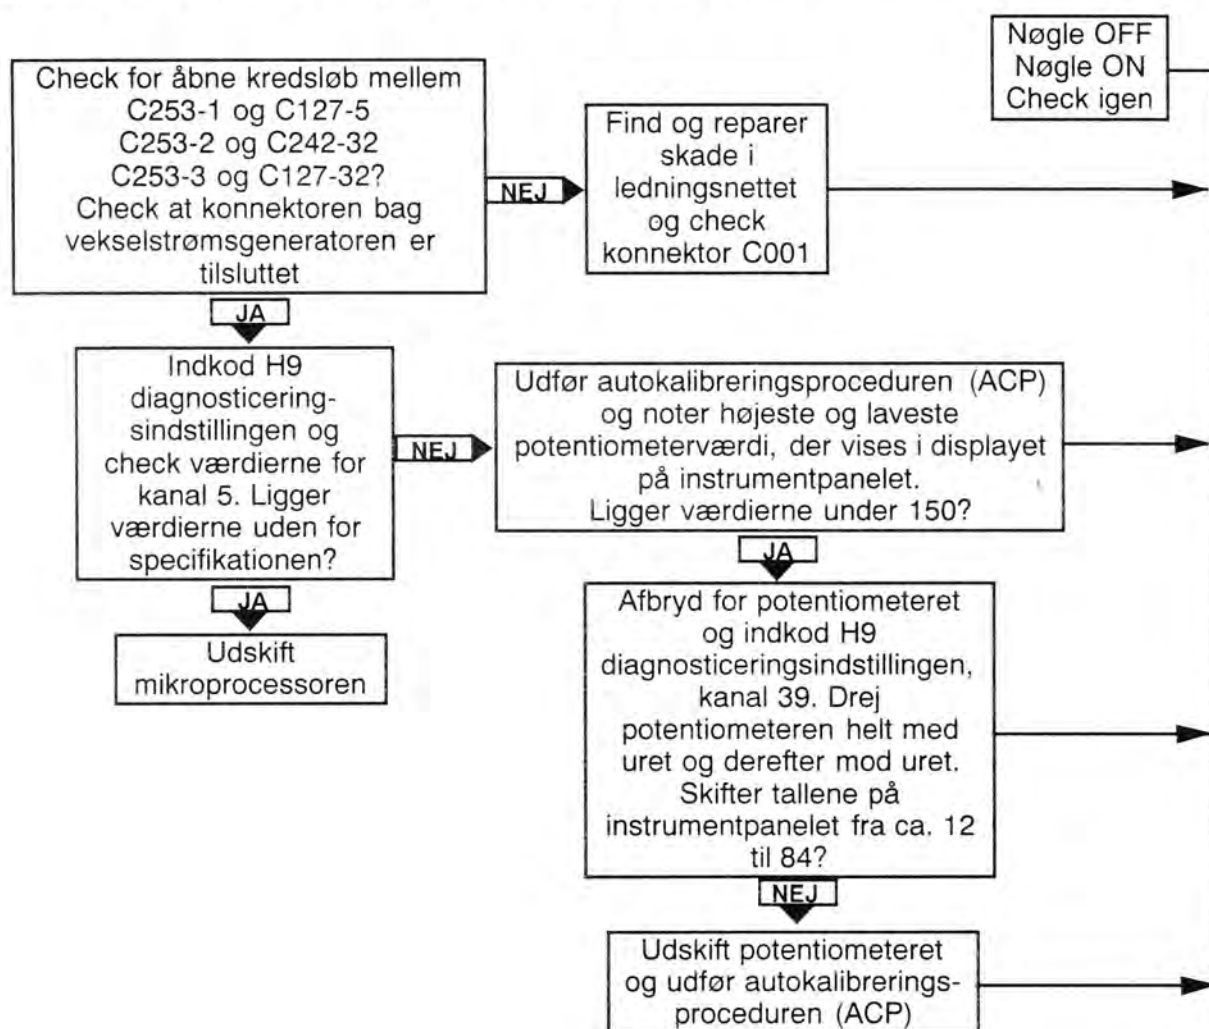 Nøgle OFF
Nøgle ON
Check igen
Check for åbne kredsløb mellem
C253-1 og C127-5
C253-2 og C242-32
C253-3 og C127-32?
Check at konnektoren bag
vekselstrømsgeneratoren er
tilsluttet
NEJ
Find og reparer
skade i
ledningsnettet
og check
konnektor C001
JA
Indkod H9
diagnosticering-
sindstillingen og
check værdierne for
kanal 5. Ligger
værdierne uden for
specifikationen?
NEJ
Udfør autokalibreringsproceduren (ACP)
og noter højeste og laveste
potentiometerværdi, der vises i displayet
på instrumentpanelet.
Ligger værdierne under 150?
JA
Udskift
mikroprocessoren
JA
Afbryd for potentiometeret
og indkod H9
diagnosticeringsindstillingen,
kanal 39. Drej
potentiometeren helt med
uret og derefter mod uret.
Skifter tallene på
instrumentpanelet fra ca. 12
til 84?
NEJ
Udskift potentiometeret
og udfør autokalibrerings-
proceduren (ACP)